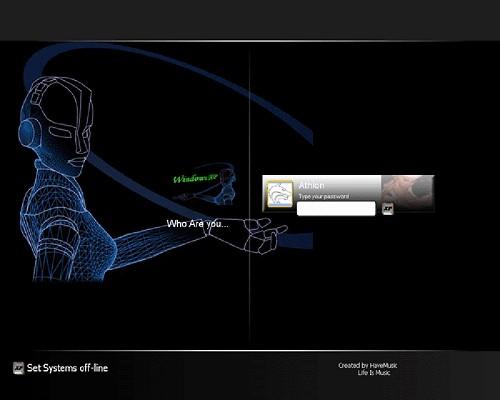 Windows XP
Athlon
Type your password
Who Are you...
Set Systems off-line
Created by HaveMusic
Life Is Music